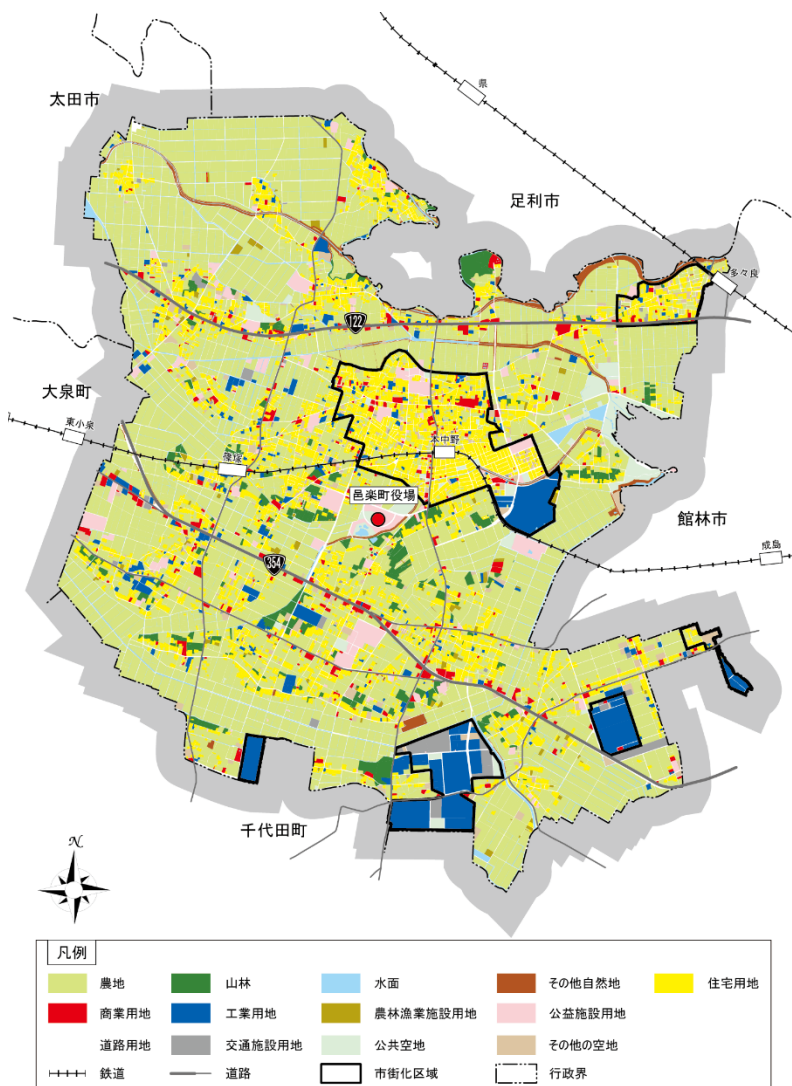 太田市
県
足利市
多々良
122
大泉町
東小泉
篠塚
本中野
邑楽町役場
館林市
成島
354
千代田町
N
凡例
農地 山林 水面 その他自然地 住宅用地
商業用地 工業用地 農林漁業施設用地 公益施設用地
道路用地 交通施設用地 公共空地 その他の空地
鉄道 道路 市街化区域 行政界